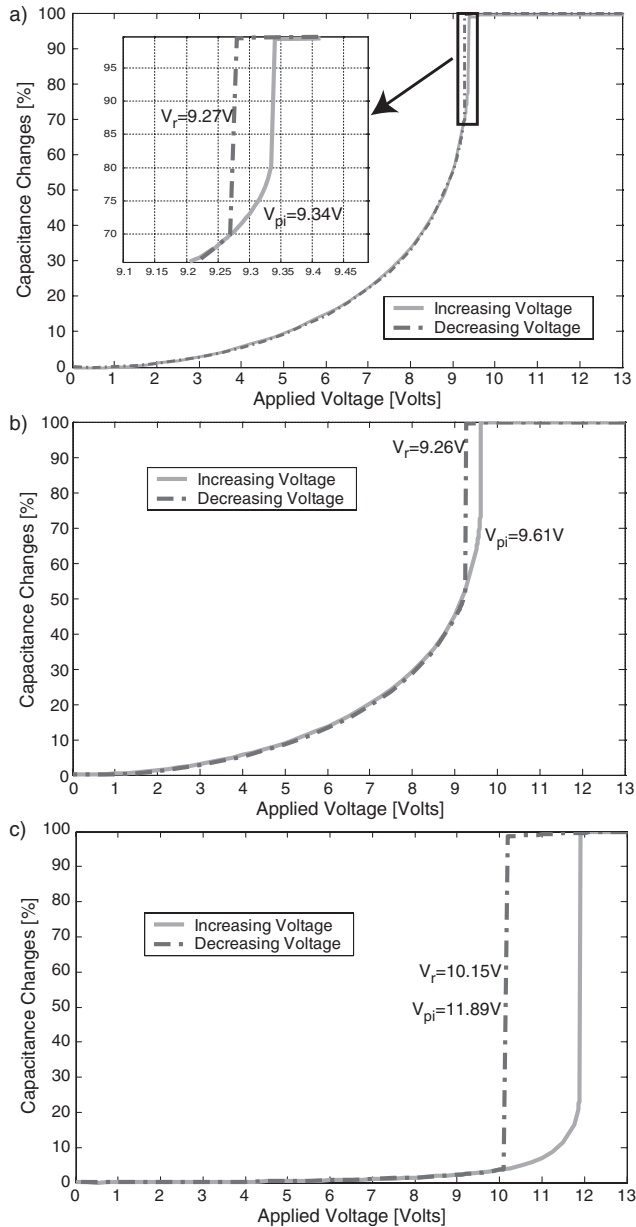 a)
100
90
80
70
60
50
40
30
20
10
0
Capacitance Changes [%]
95
90
85
80
75
70
9.1 9.15 9.2 9.25 9.3 9.35 9.4 9.45
Vr=9.27V
Vpi=9.34V
Increasing Voltage
Decreasing Voltage
0 1 2 3 4 5 6 7 8 9 10 11 12 13
Applied Voltage [Volts]
b)
100
90
80
70
60
50
40
30
20
10
0
Capacitance Changes [%]
Vr=9.26V
Increasing Voltage
Decreasing Voltage
Vpi=9.61V
0 1 2 3 4 5 6 7 8 9 10 11 12 13
Applied Voltage [Volts]
c)
100
90
80
70
60
50
40
30
20
10
0
Capacitance Changes [%]
Increasing Voltage
Decreasing Voltage
Vr=10.15V
Vpi=11.89V
0 1 2 3 4 5 6 7 8 9 10 11 12 13
Applied Voltage [Volts]